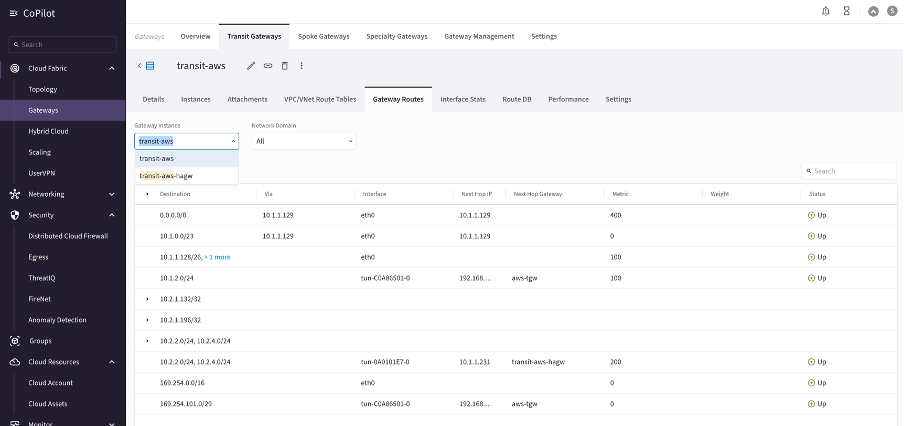 CoPilot
Search
Cloud Fabric
Topology
Gateways
Hybrid Cloud
Scaling
UserVPN
Networking
Security
Distributed Cloud Firewall
Egress
ThreatIQ
FireNet
Anomaly Detection
Groups
Cloud Resources
Cloud Account
Cloud Assets
Monitor
S
Gateways Overview Transit Gateways Spoke Gateways Specialty Gateways Gateway Management Settings
transit-aws
Details Instances Attachments VPC/VNet Route Tables Gateway Routes Interface Stats Route DB Performance Settings
Gateway Instance Network Domain
transit-aws All
transit-aws
transit-aws-hagw
Search
Destination Via Interface Next Hop IP Next Hop Gateway Metric Weight Status
0.0.0.0/0 10.1.1.129 eth0 10.1.1.129 400 Up
10.1.0.0/23 10.1.1.129 eth0 10.1.1.129 0 Up
10.1.1.128/26, + 1 more eth0 100 Up
10.1.2.0/24 tun-C0A86501-0 192.168.... aws-tgw 100 Up
10.2.1.132/32
10.2.1.196/32
10.2.2.0/24, 10.2.4.0/24
10.2.2.0/24, 10.2.4.0/24 tun-0A0101E7-0 10.1.1.231 transit-aws-hagw 200 Up
169.254.0.0/16 eth0 0 Up
169.254.101.0/29 tun-C0A86501-0 192.168.... aws-tgw 0 Up